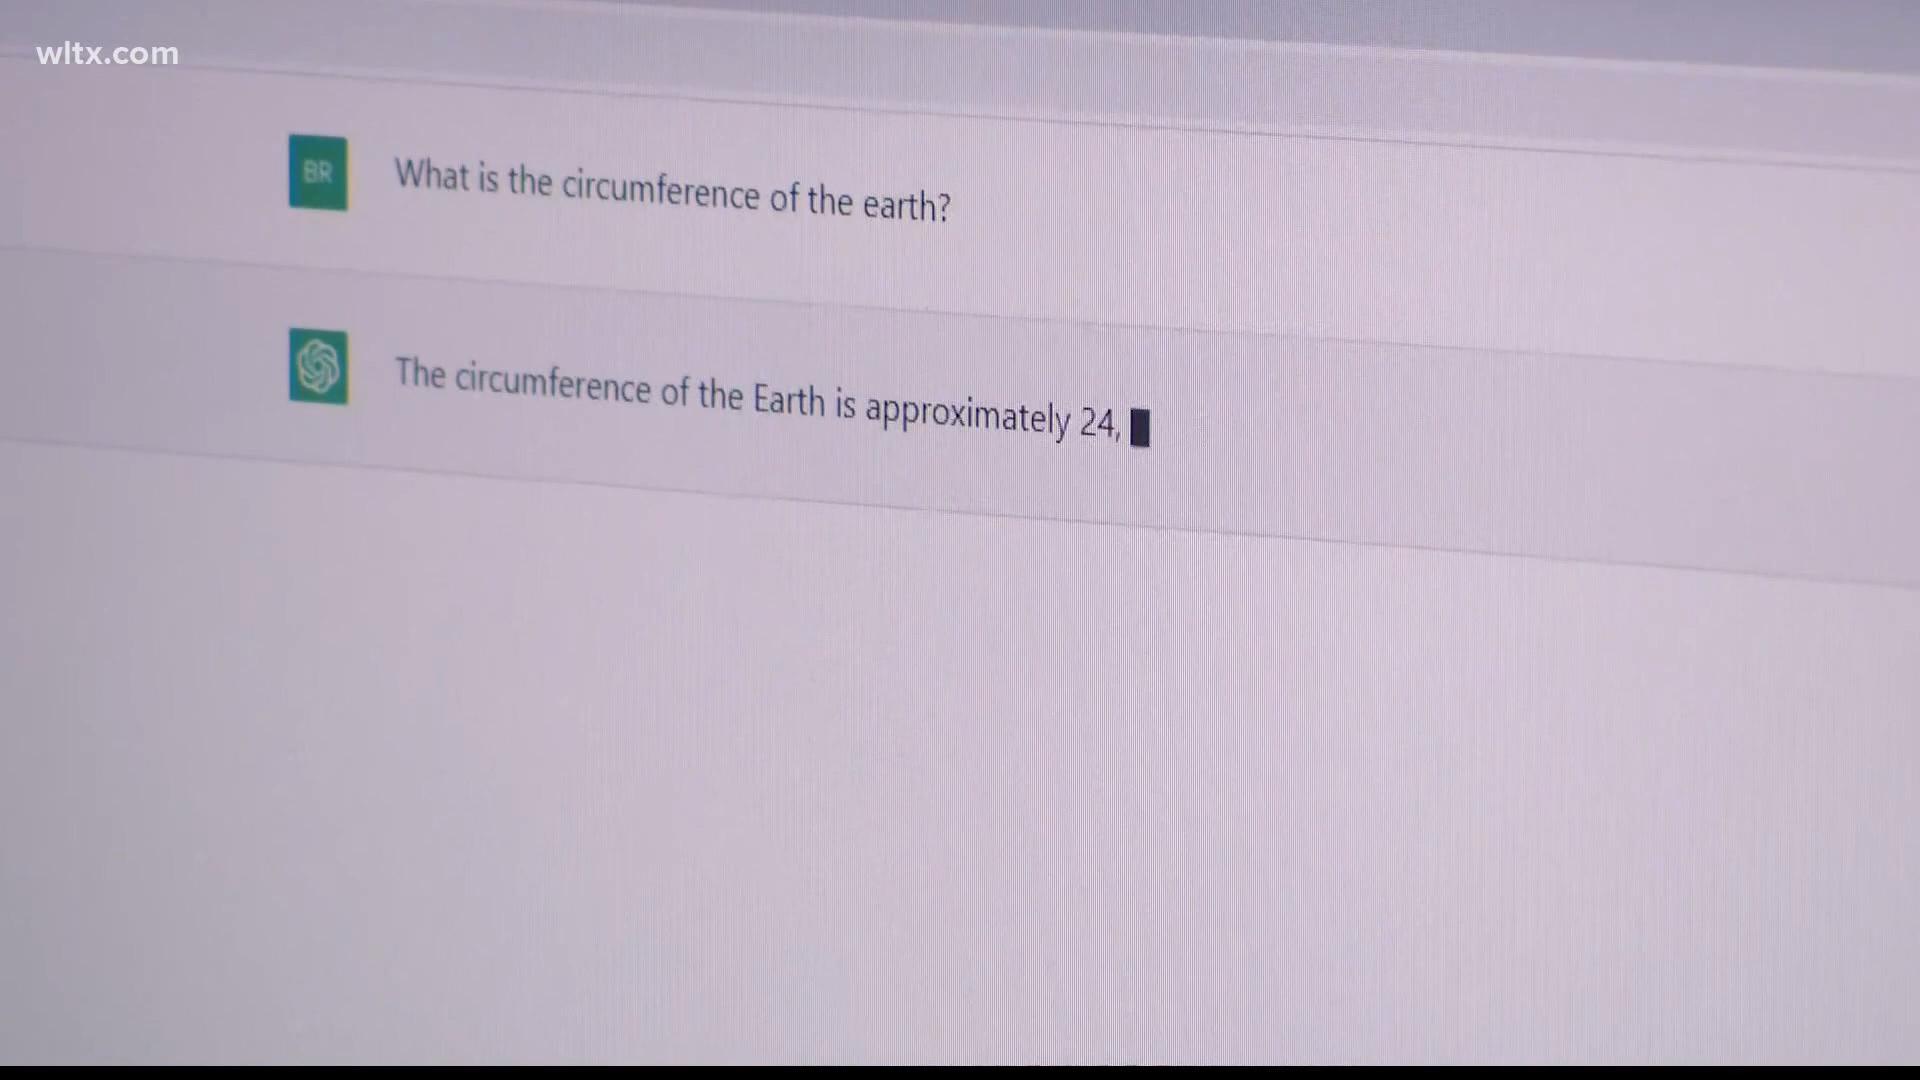 wltx.com
BR
What is the circumference of the earth?
The circumference of the Earth is approximately 24,